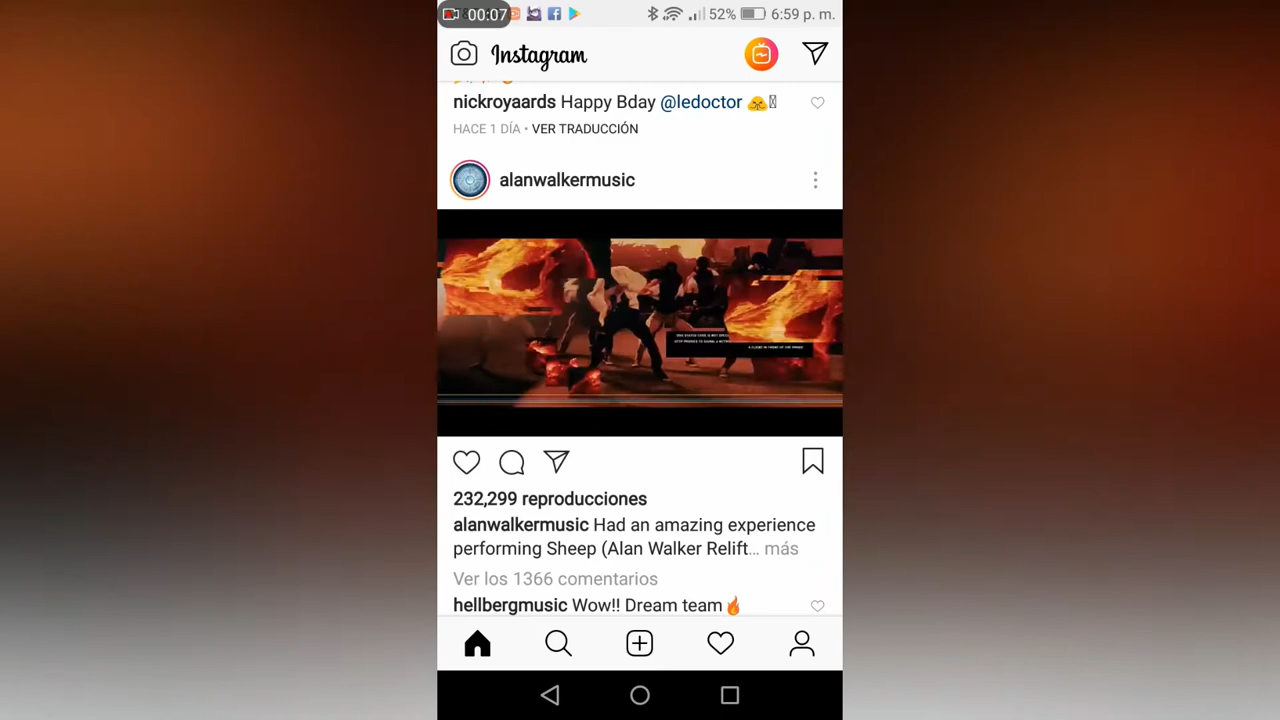 00:07
52% 6:59 p. m.
Instagram
nickroyaards Happy Bday @ledoctor
HACE 1 DÍA • VER TRADUCCIÓN
alanwalkermusic
232,299 reproducciones
alanwalkermusic Had an amazing experience
performing Sheep (Alan Walker Relift... más
Ver los 1366 comentarios
hellbergmusic Wow!! Dream team🔥